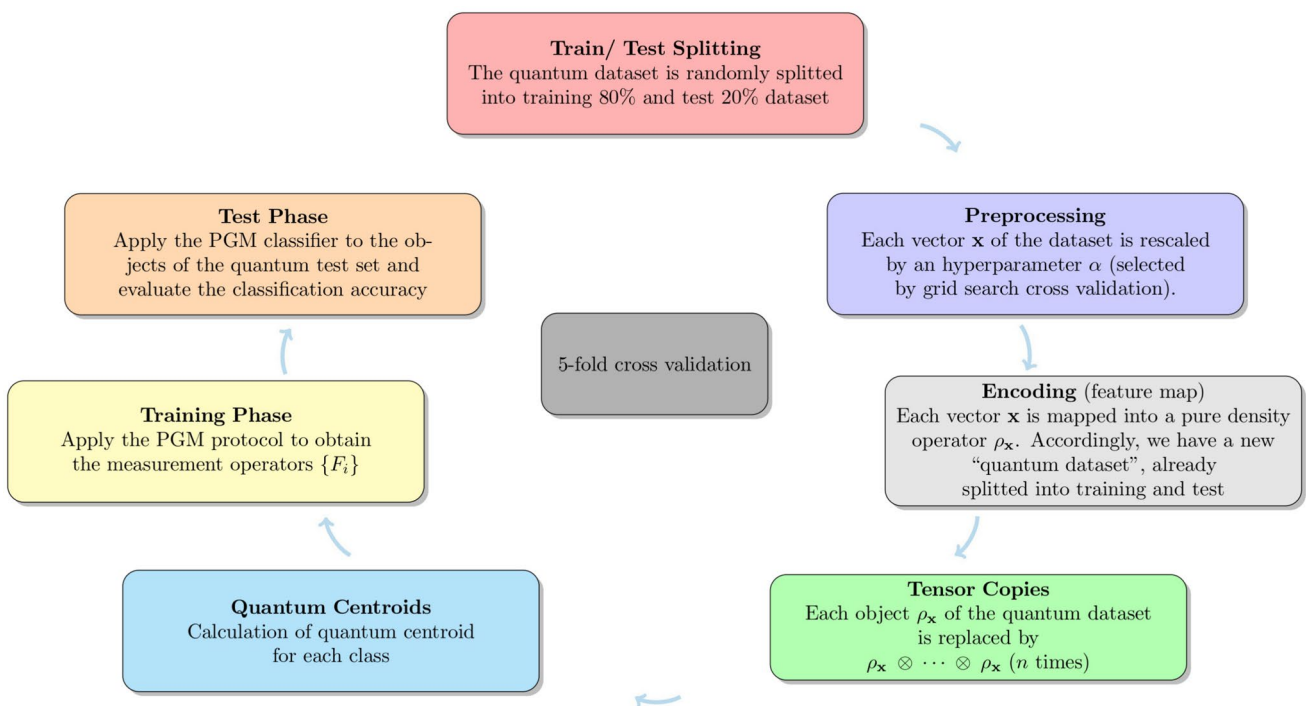 Train/ Test Splitting
The quantum dataset is randomly splitted
into training 80% and test 20% dataset
Preprocessing
Each vector x of the dataset is rescaled
by an hyperparameter α (selected
by grid search cross validation).
Encoding (feature map)
Each vector x is mapped into a pure density
operator ρₓ. Accordingly, we have a new
“quantum dataset”, already
splitted into training and test
Tensor Copies
Each object ρₓ of the quantum dataset
is replaced by
ρₓ ⊗ ⋯ ⊗ ρₓ (n times)
Quantum Centroids
Calculation of quantum centroid
for each class
Training Phase
Apply the PGM protocol to obtain
the measurement operators {Fᵢ}
Test Phase
Apply the PGM classifier to the ob-
jects of the quantum test set and
evaluate the classification accuracy
5-fold cross validation